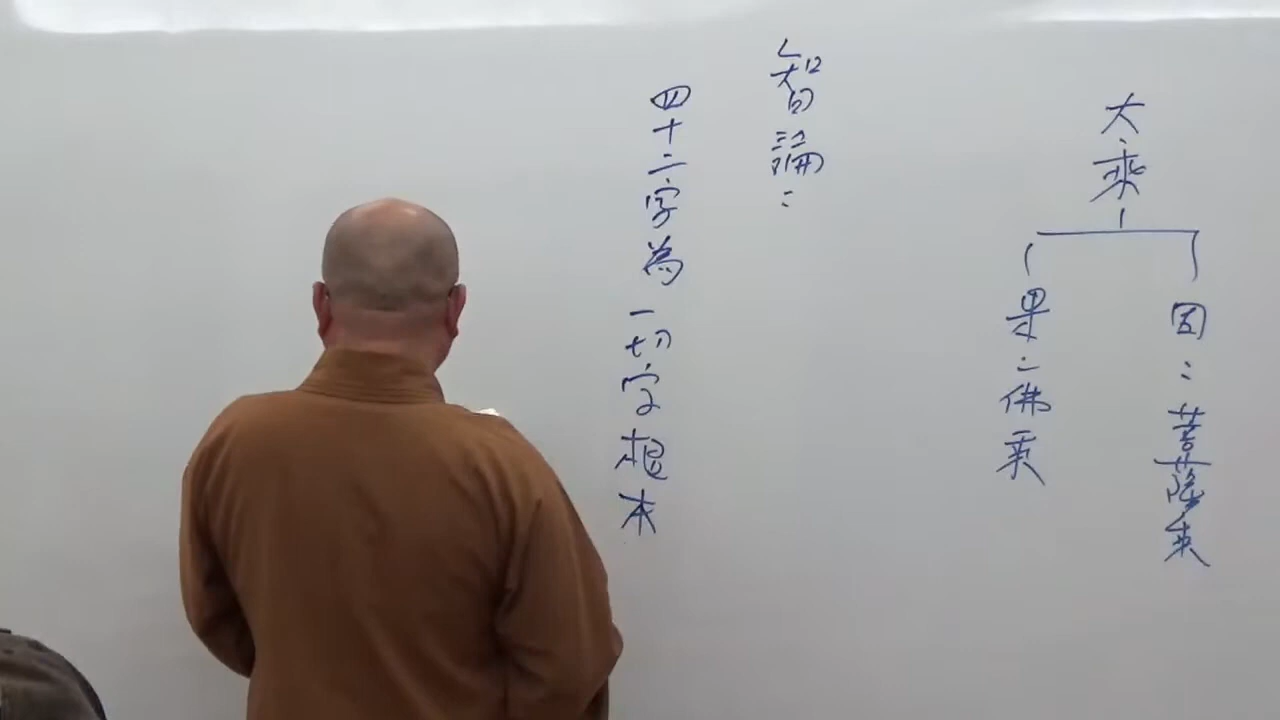 大乘
因：菩薩乘
果：佛乘
智論：
四十二字為一切字根本